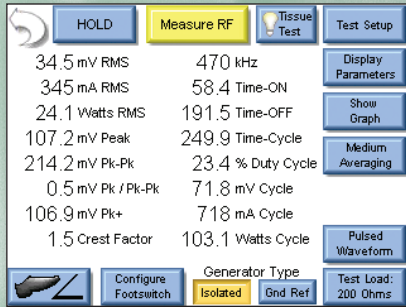 HOLD
Measure RF
Tissue
Test
Test Setup
34.5 mV RMS
470 kHz
Display
Parameters
345 mA RMS
58.4 Time-ON
24.1 Watts RMS
191.5 Time-OFF
Show
Graph
107.2 mV Peak
249.9 Time-Cycle
214.2 mV Pk-Pk
23.4 % Duty Cycle
Medium
Averaging
0.5 mV Pk / Pk-Pk
71.8 mV Cycle
106.9 mV Pk+
718 mA Cycle
1.5 Crest Factor
103.1 Watts Cycle
Pulsed
Waveform
Configure
Footswitch
Generator Type
Isolated
Gnd Ref
Test Load:
200 Ohms